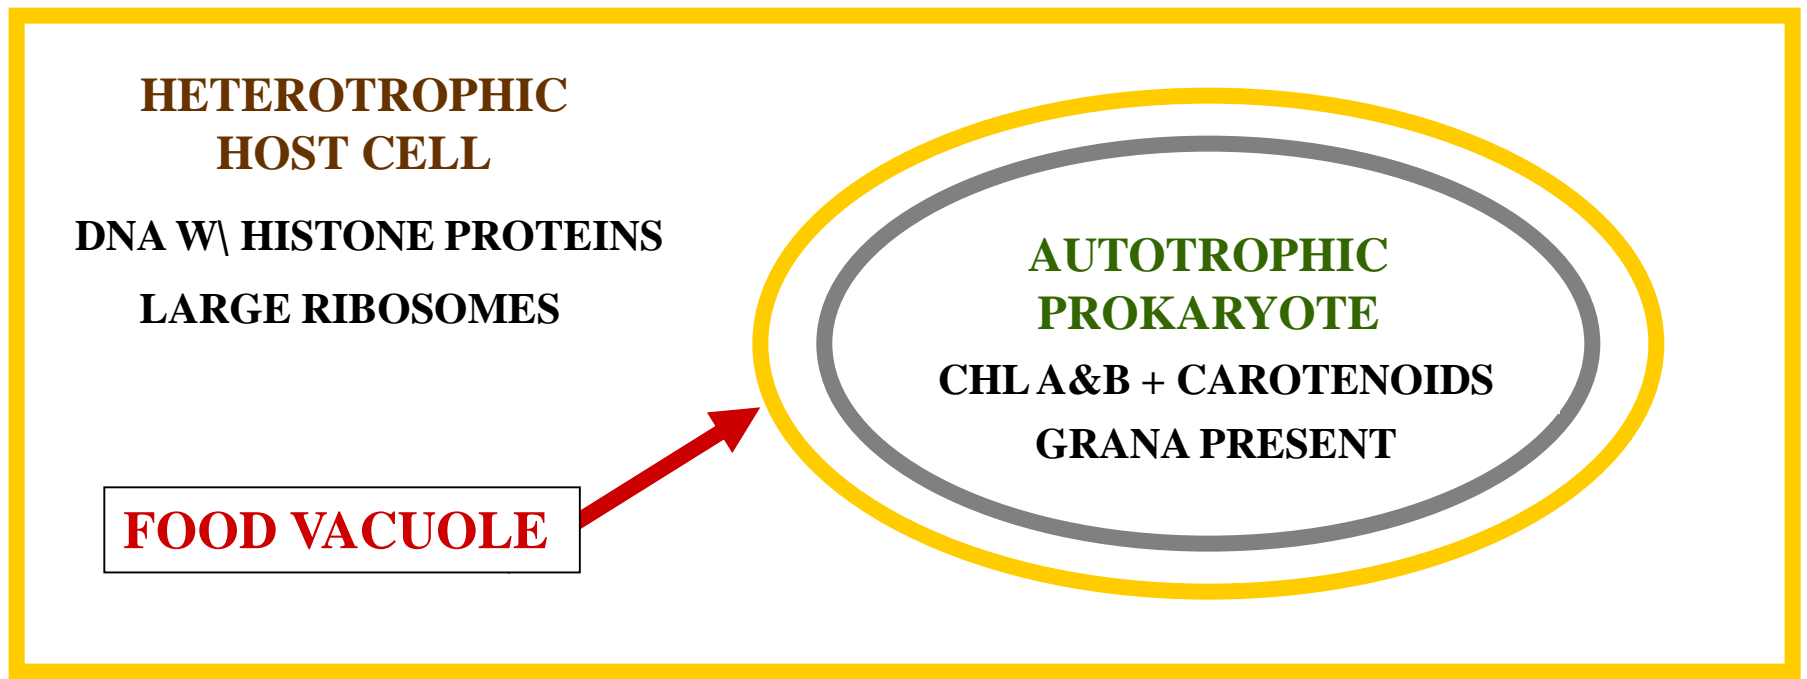 HETEROTROPHIC
HOST CELL
DNA W\ HISTONE PROTEINS
LARGE RIBOSOMES
FOOD VACUOLE
AUTOTROPHIC
PROKARYOTE
CHL A&B + CAROTENOIDS
GRANA PRESENT